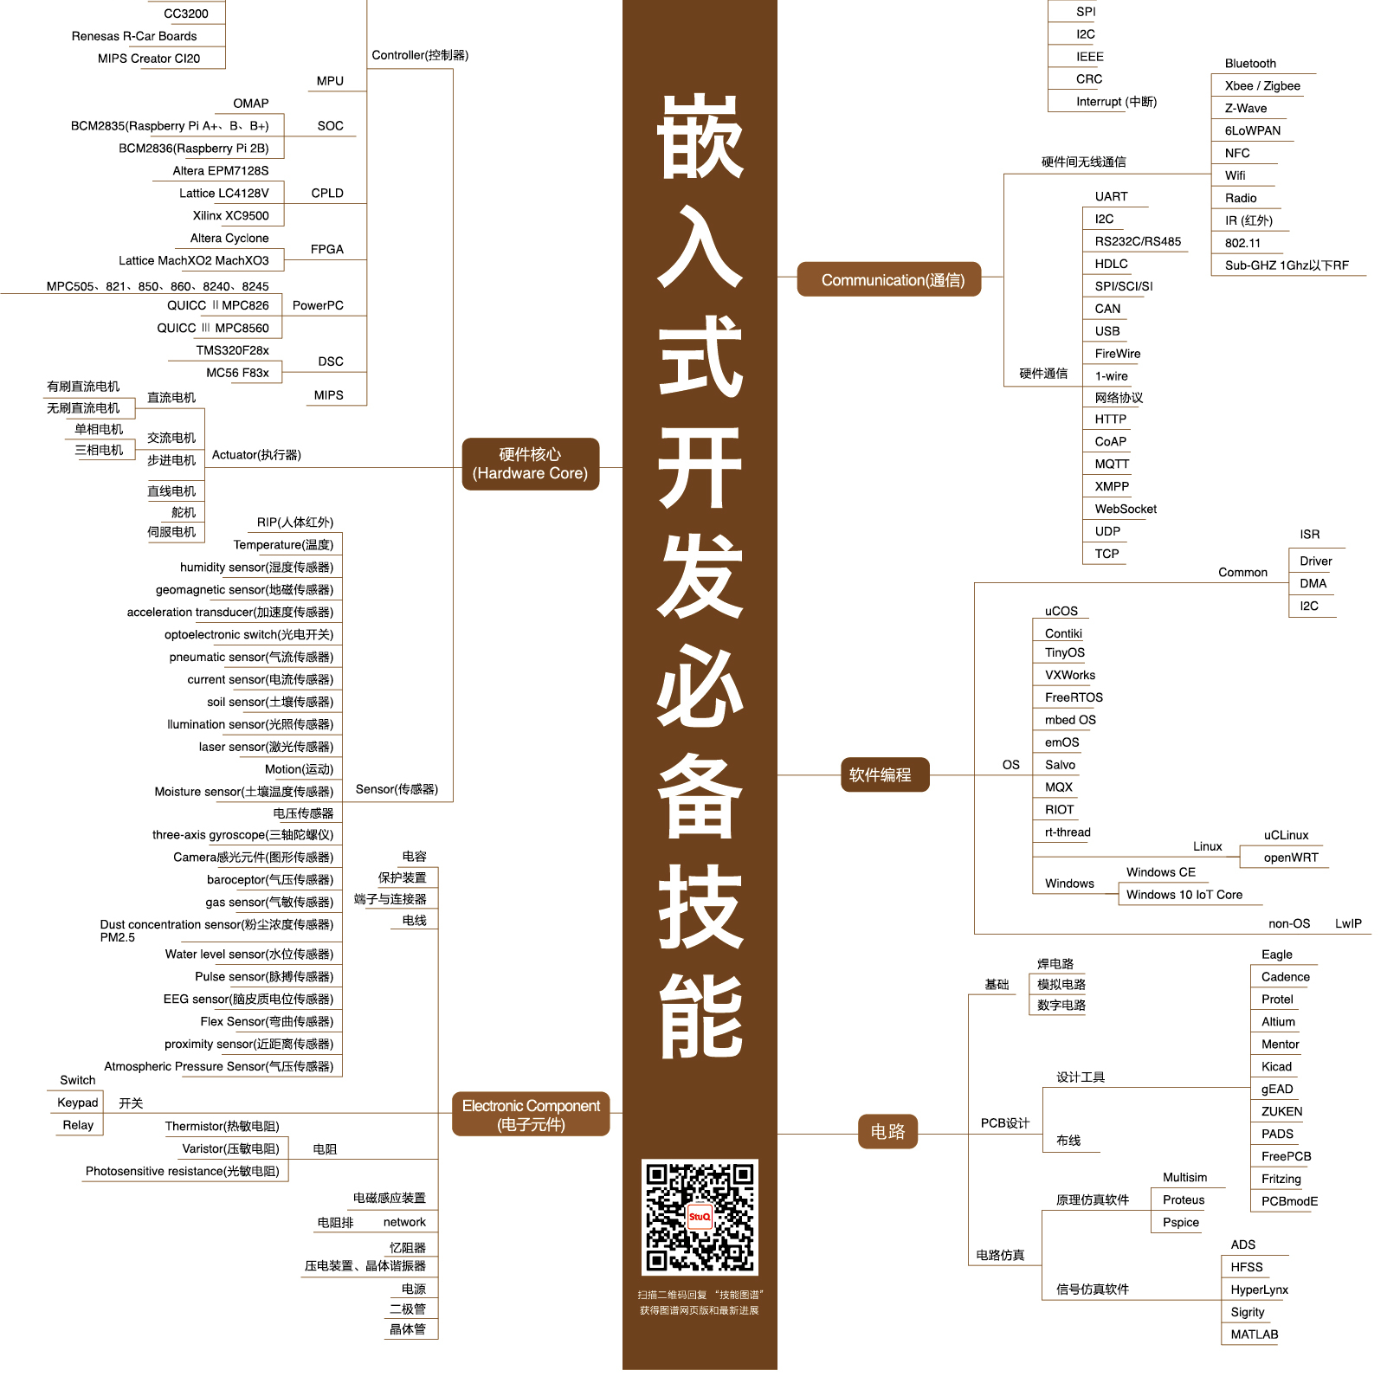 CC3200
Renesas R-Car Boards
MIPS Creator CI20
Controller(控制器)
MPU
OMAP
BCM2835(Raspberry Pi A+、B、B+)
SOC
BCM2836(Raspberry Pi 2B)
Altera EPM7128S
Lattice LC4128V
CPLD
Xilinx XC9500
Altera Cyclone
FPGA
Lattice MachXO2 MachXO3
MPC505、821、850、860、8240、8245
QUICC Ⅱ MPC826
PowerPC
QUICC Ⅲ MPC8560
TMS320F28x
DSC
MC56 F83x
MIPS
有刷直流电机
直流电机
无刷直流电机
单相电机
交流电机
三相电机
步进电机
Actuator(执行器)
直线电机
舵机
伺服电机
硬件核心
(Hardware Core)
RIP(人体红外)
Temperature(温度)
humidity sensor(湿度传感器)
geomagnetic sensor(地磁传感器)
acceleration transducer(加速度传感器)
optoelectronic switch(光电开关)
pneumatic sensor(气流传感器)
current sensor(电流传感器)
soil sensor(土壤传感器)
llumination sensor(光照传感器)
laser sensor(激光传感器)
Motion(运动)
Moisture sensor(土壤温度传感器)
Sensor(传感器)
电压传感器
three-axis gyroscope(三轴陀螺仪)
Camera感光元件(图形传感器)
baroceptor(气压传感器)
gas sensor(气敏传感器)
Dust concentration sensor(粉尘浓度传感器)
PM2.5
Water level sensor(水位传感器)
Pulse sensor(脉搏传感器)
EEG sensor(脑皮质电位传感器)
Flex Sensor(弯曲传感器)
proximity sensor(近距离传感器)
Atmospheric Pressure Sensor(气压传感器)
电容
保护装置
端子与连接器
电线
Switch
Keypad
开关
Relay
Electronic Component
(电子元件)
Thermistor(热敏电阻)
Varistor(压敏电阻)
电阻
Photosensitive resistance(光敏电阻)
电磁感应装置
电阻排 network
忆阻器
压电装置、晶体谐振器
电源
二极管
晶体管
嵌
入
式
开
发
必
备
技
能
StuQ
扫描二维码回复 “技能图谱”
获得图谱网页版和最新进展
SPI
I2C
IEEE
CRC
Interrupt (中断)
Bluetooth
Xbee / Zigbee
Z-Wave
6LoWPAN
NFC
硬件间无线通信
Wifi
Radio
IR (红外)
802.11
Sub-GHZ 1Ghz以下RF
Communication(通信)
UART
I2C
RS232C/RS485
HDLC
SPI/SCI/SI
CAN
USB
FireWire
硬件通信
1-wire
网络协议
HTTP
CoAP
MQTT
XMPP
WebSocket
UDP
TCP
ISR
Common
Driver
DMA
I2C
uCOS
Contiki
TinyOS
VXWorks
FreeRTOS
mbed OS
emOS
软件编程
OS
Salvo
MQX
RIOT
rt-thread
Linux
uCLinux
openWRT
Windows
Windows CE
Windows 10 IoT Core
non-OS
LwIP
基础
焊电路
模拟电路
数字电路
Eagle
Cadence
Protel
Altium
Mentor
Kicad
设计工具
gEAD
ZUKEN
PADS
FreePCB
Fritzing
PCBmodE
PCB设计
电路
布线
Multisim
原理仿真软件
Proteus
Pspice
电路仿真
ADS
HFSS
信号仿真软件
HyperLynx
Sigrity
MATLAB